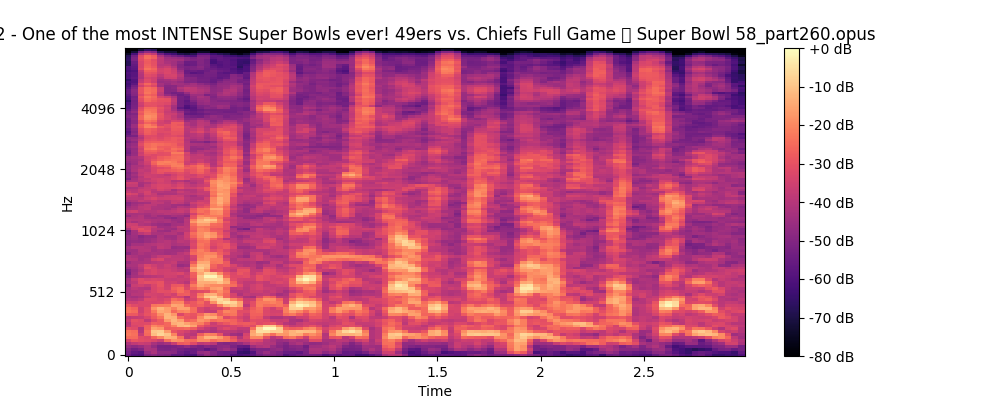 2 - One of the most INTENSE Super Bowls ever! 49ers vs. Chiefs Full Game ▯ Super Bowl 58_part260.opus
+0 dB
4096
-10 dB
-20 dB
2048
-30 dB
Hz
-40 dB
1024
-50 dB
512
-60 dB
-70 dB
0
-80 dB
0
0.5
1
1.5
2
2.5
Time